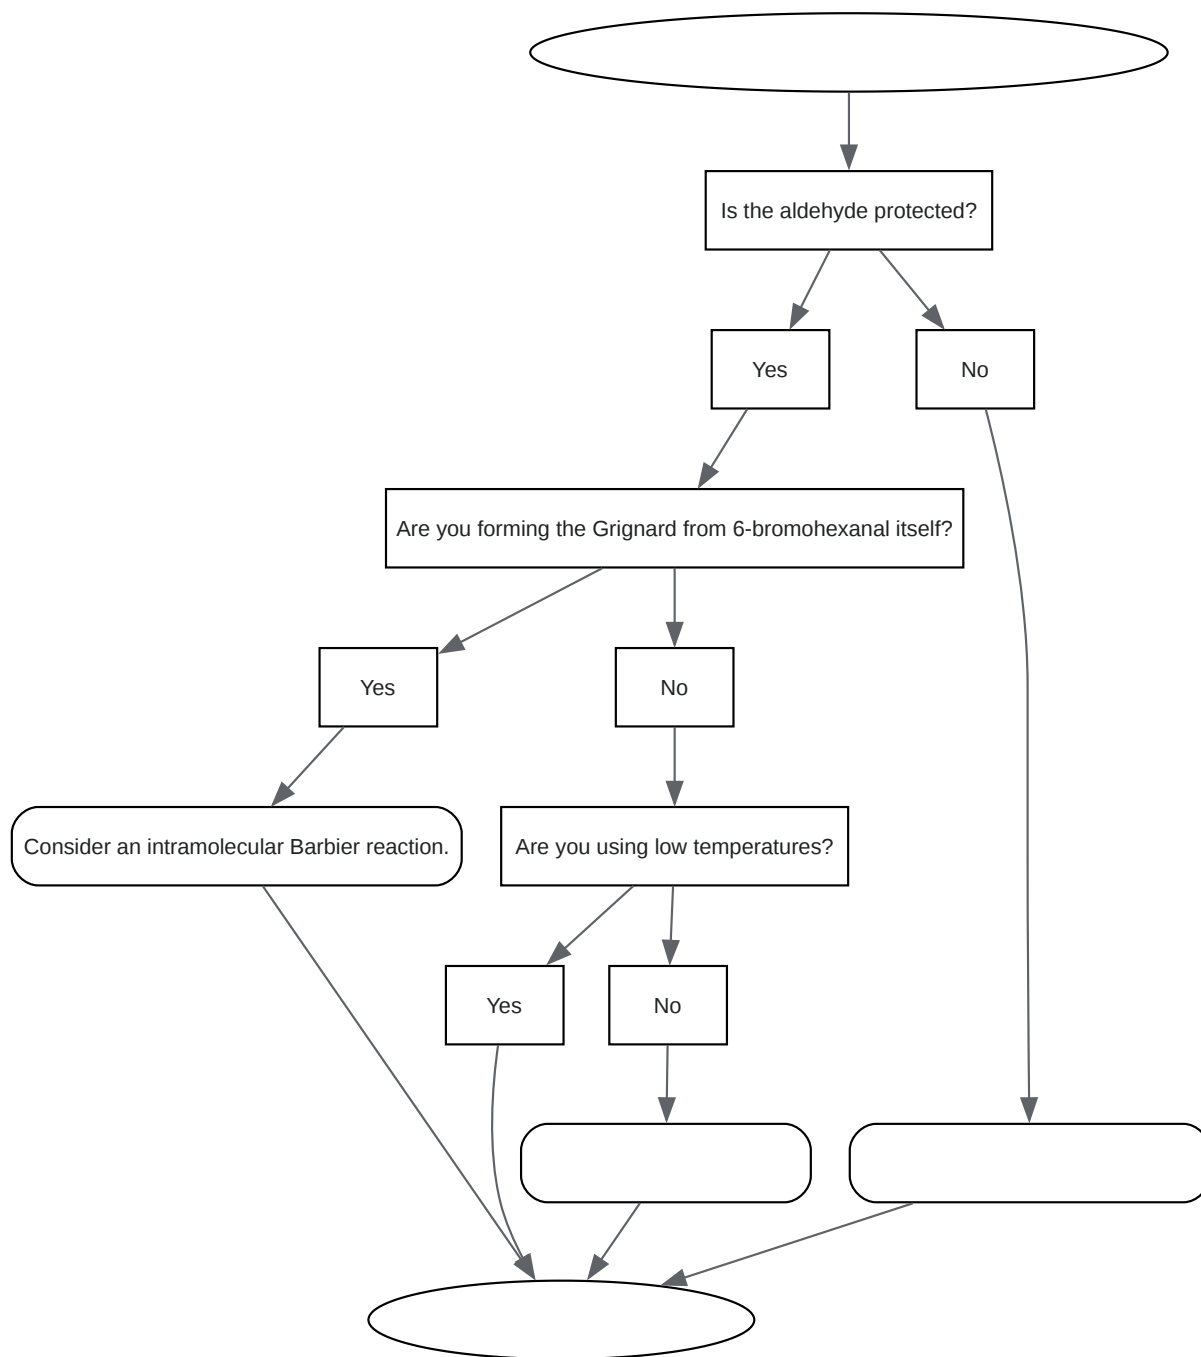 Is the aldehyde protected?
Yes
No
Are you forming the Grignard from 6-bromohexanal itself?
Yes
No
Consider an intramolecular Barbier reaction.
Are you using low temperatures?
Yes
No